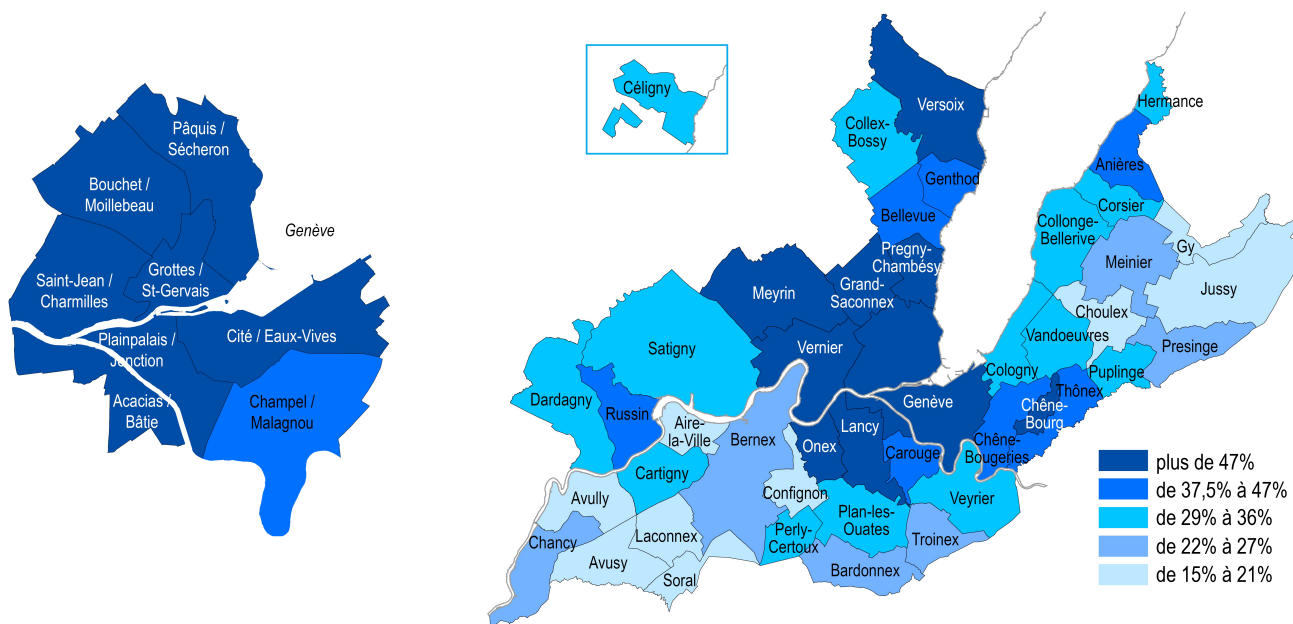 Pâquis /
Sécheron
Bouchet /
Moillebeau
Genève
Saint-Jean /
Charmilles
Grottes /
St-Gervais
Plainpalais /
Jonction
Cité / Eaux-Vives
Acacias /
Bâtie
Champel /
Malagnou
Céligny
Versoix
Collex-
Bossy
Genthod
Bellevue
Pregny-
Chambésy
Grand-
Saconnex
Meyrin
Vernier
Satigny
Dardagny
Russin
Aire-
la-Ville
Bernex
Cartigny
Avully
Chancy
Avusy
Laconnex
Soral
Confignon
Onex
Lancy
Genève
Carouge
Perly-
Certoux
Plan-les-
Ouates
Bardonnex
Troinex
Veyrier
Chêne-
Bougeries
Chêne-
Bourg
Thônex
Cologny
Vandoeuvres
Puplinge
Presinge
Choulex
Jussy
Meinier
Gy
Collonge-
Bellerive
Corsier
Anières
Hermance
plus de 47%
de 37,5% à 47%
de 29% à 36%
de 22% à 27%
de 15% à 21%